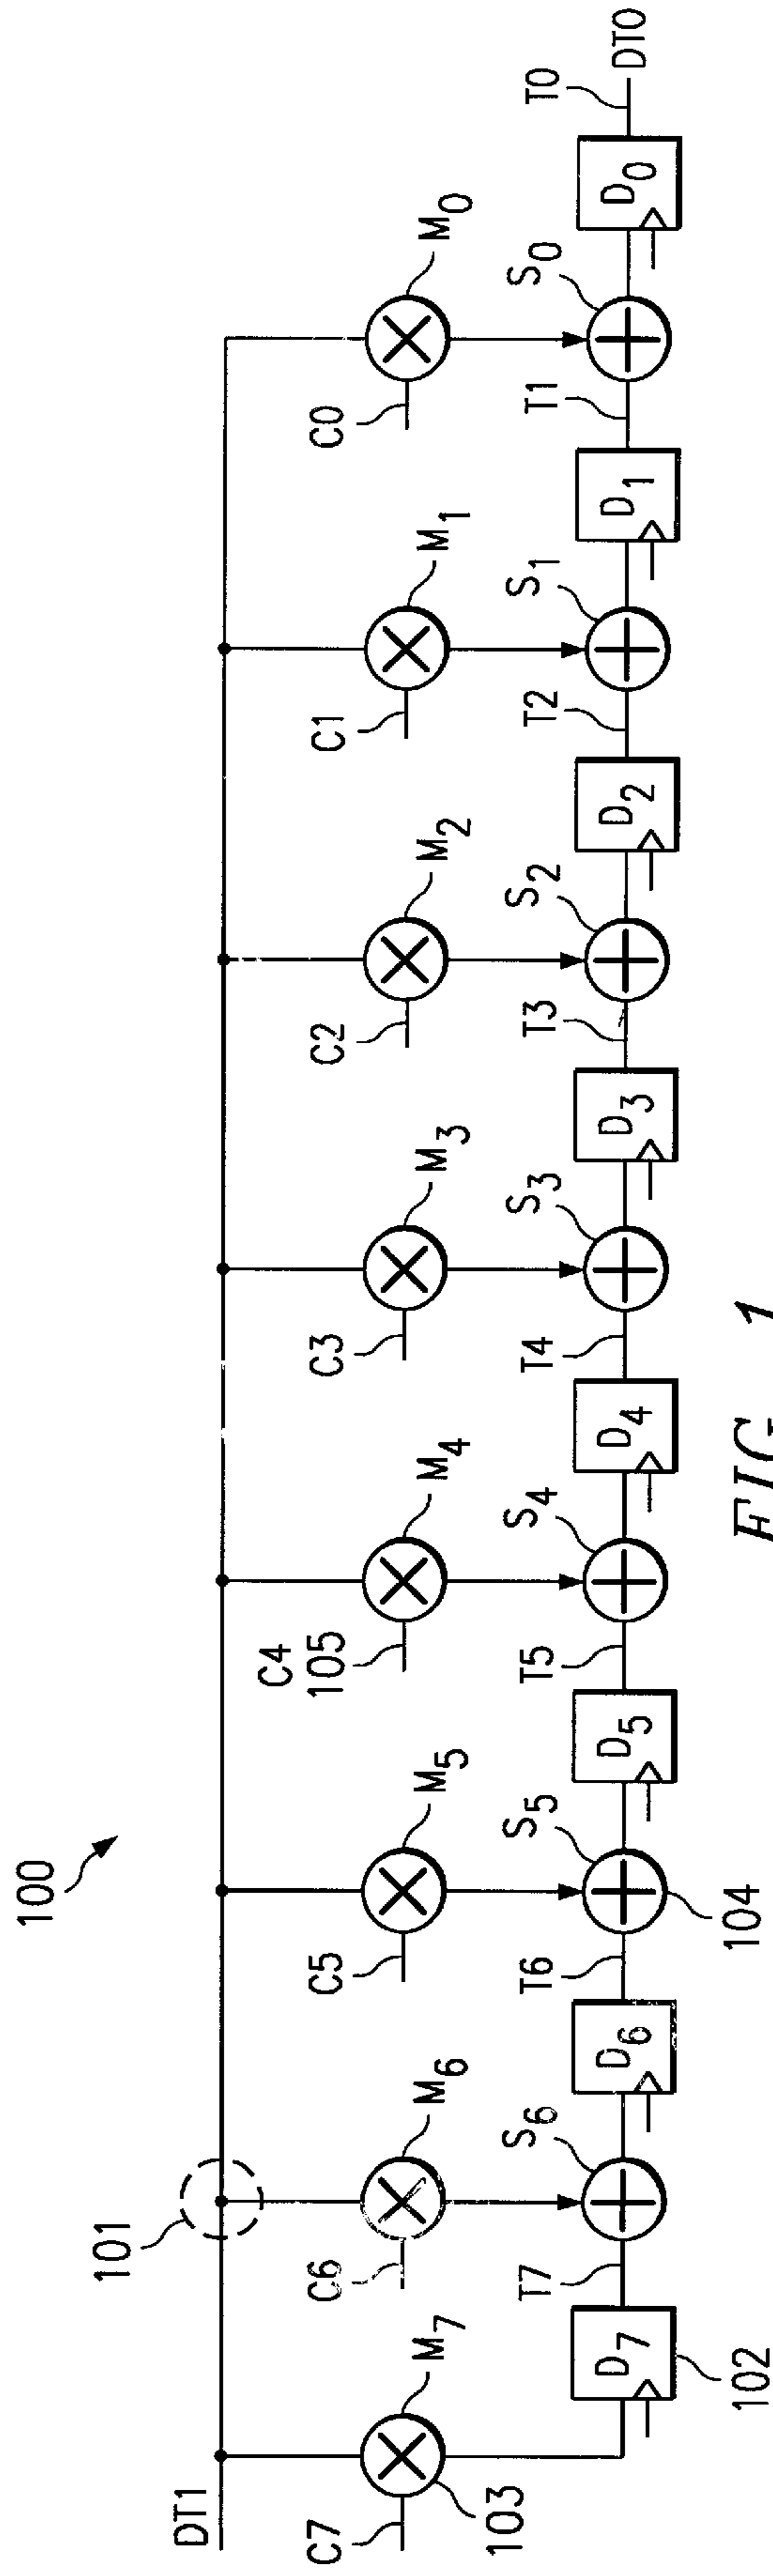 100
101
DT1
C4
C7 C6 C5 105 C3 C2 C1 C0
M7 M6 M5 M4 M3 M2 M1 M0
103 S6 S5 S4 S3 S2 S1 S0
T7 T6 T5 T4 T3 T2 T1 T0
D7 D6 D5 D4 D3 D2 D1 D0 DT0
102 104
FIG. 1